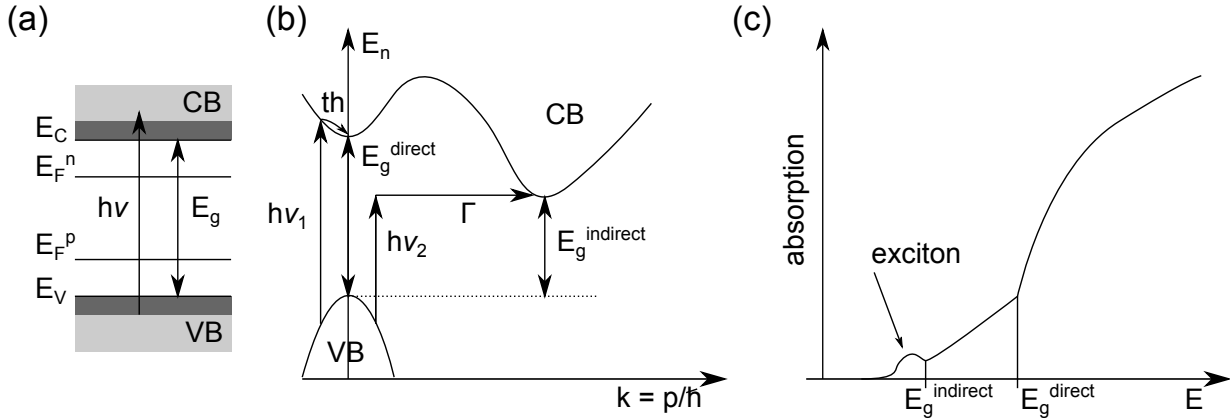 (a)
CB
E_C
E_F^n
hν
E_g
E_F^p
E_V
VB
(b)
E_n
th
CB
E_g^direct
hν_1
Γ
hν_2
E_g^indirect
VB
k = p/ħ
(c)
absorption
exciton
E_g^indirect
E_g^direct
E